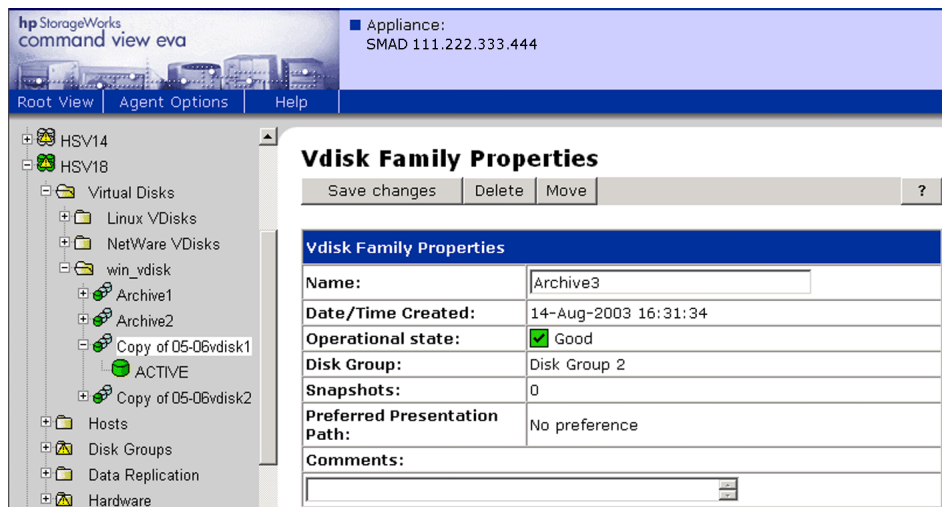 hp StorageWorks
command view eva
Appliance:
SMAD 111.222.333.444
Root View Agent Options Help
HSV14
HSV18
Virtual Disks
Linux VDisks
NetWare VDisks
win_vdisk
Archive1
Archive2
Copy of 05-06vdisk1
ACTIVE
Copy of 05-06vdisk2
Hosts
Disk Groups
Data Replication
Hardware
Vdisk Family Properties
Save changes Delete Move ?
Vdisk Family Properties
Name: Archive3
Date/Time Created: 14-Aug-2003 16:31:34
Operational state: Good
Disk Group: Disk Group 2
Snapshots: 0
Preferred Presentation
Path: No preference
Comments: